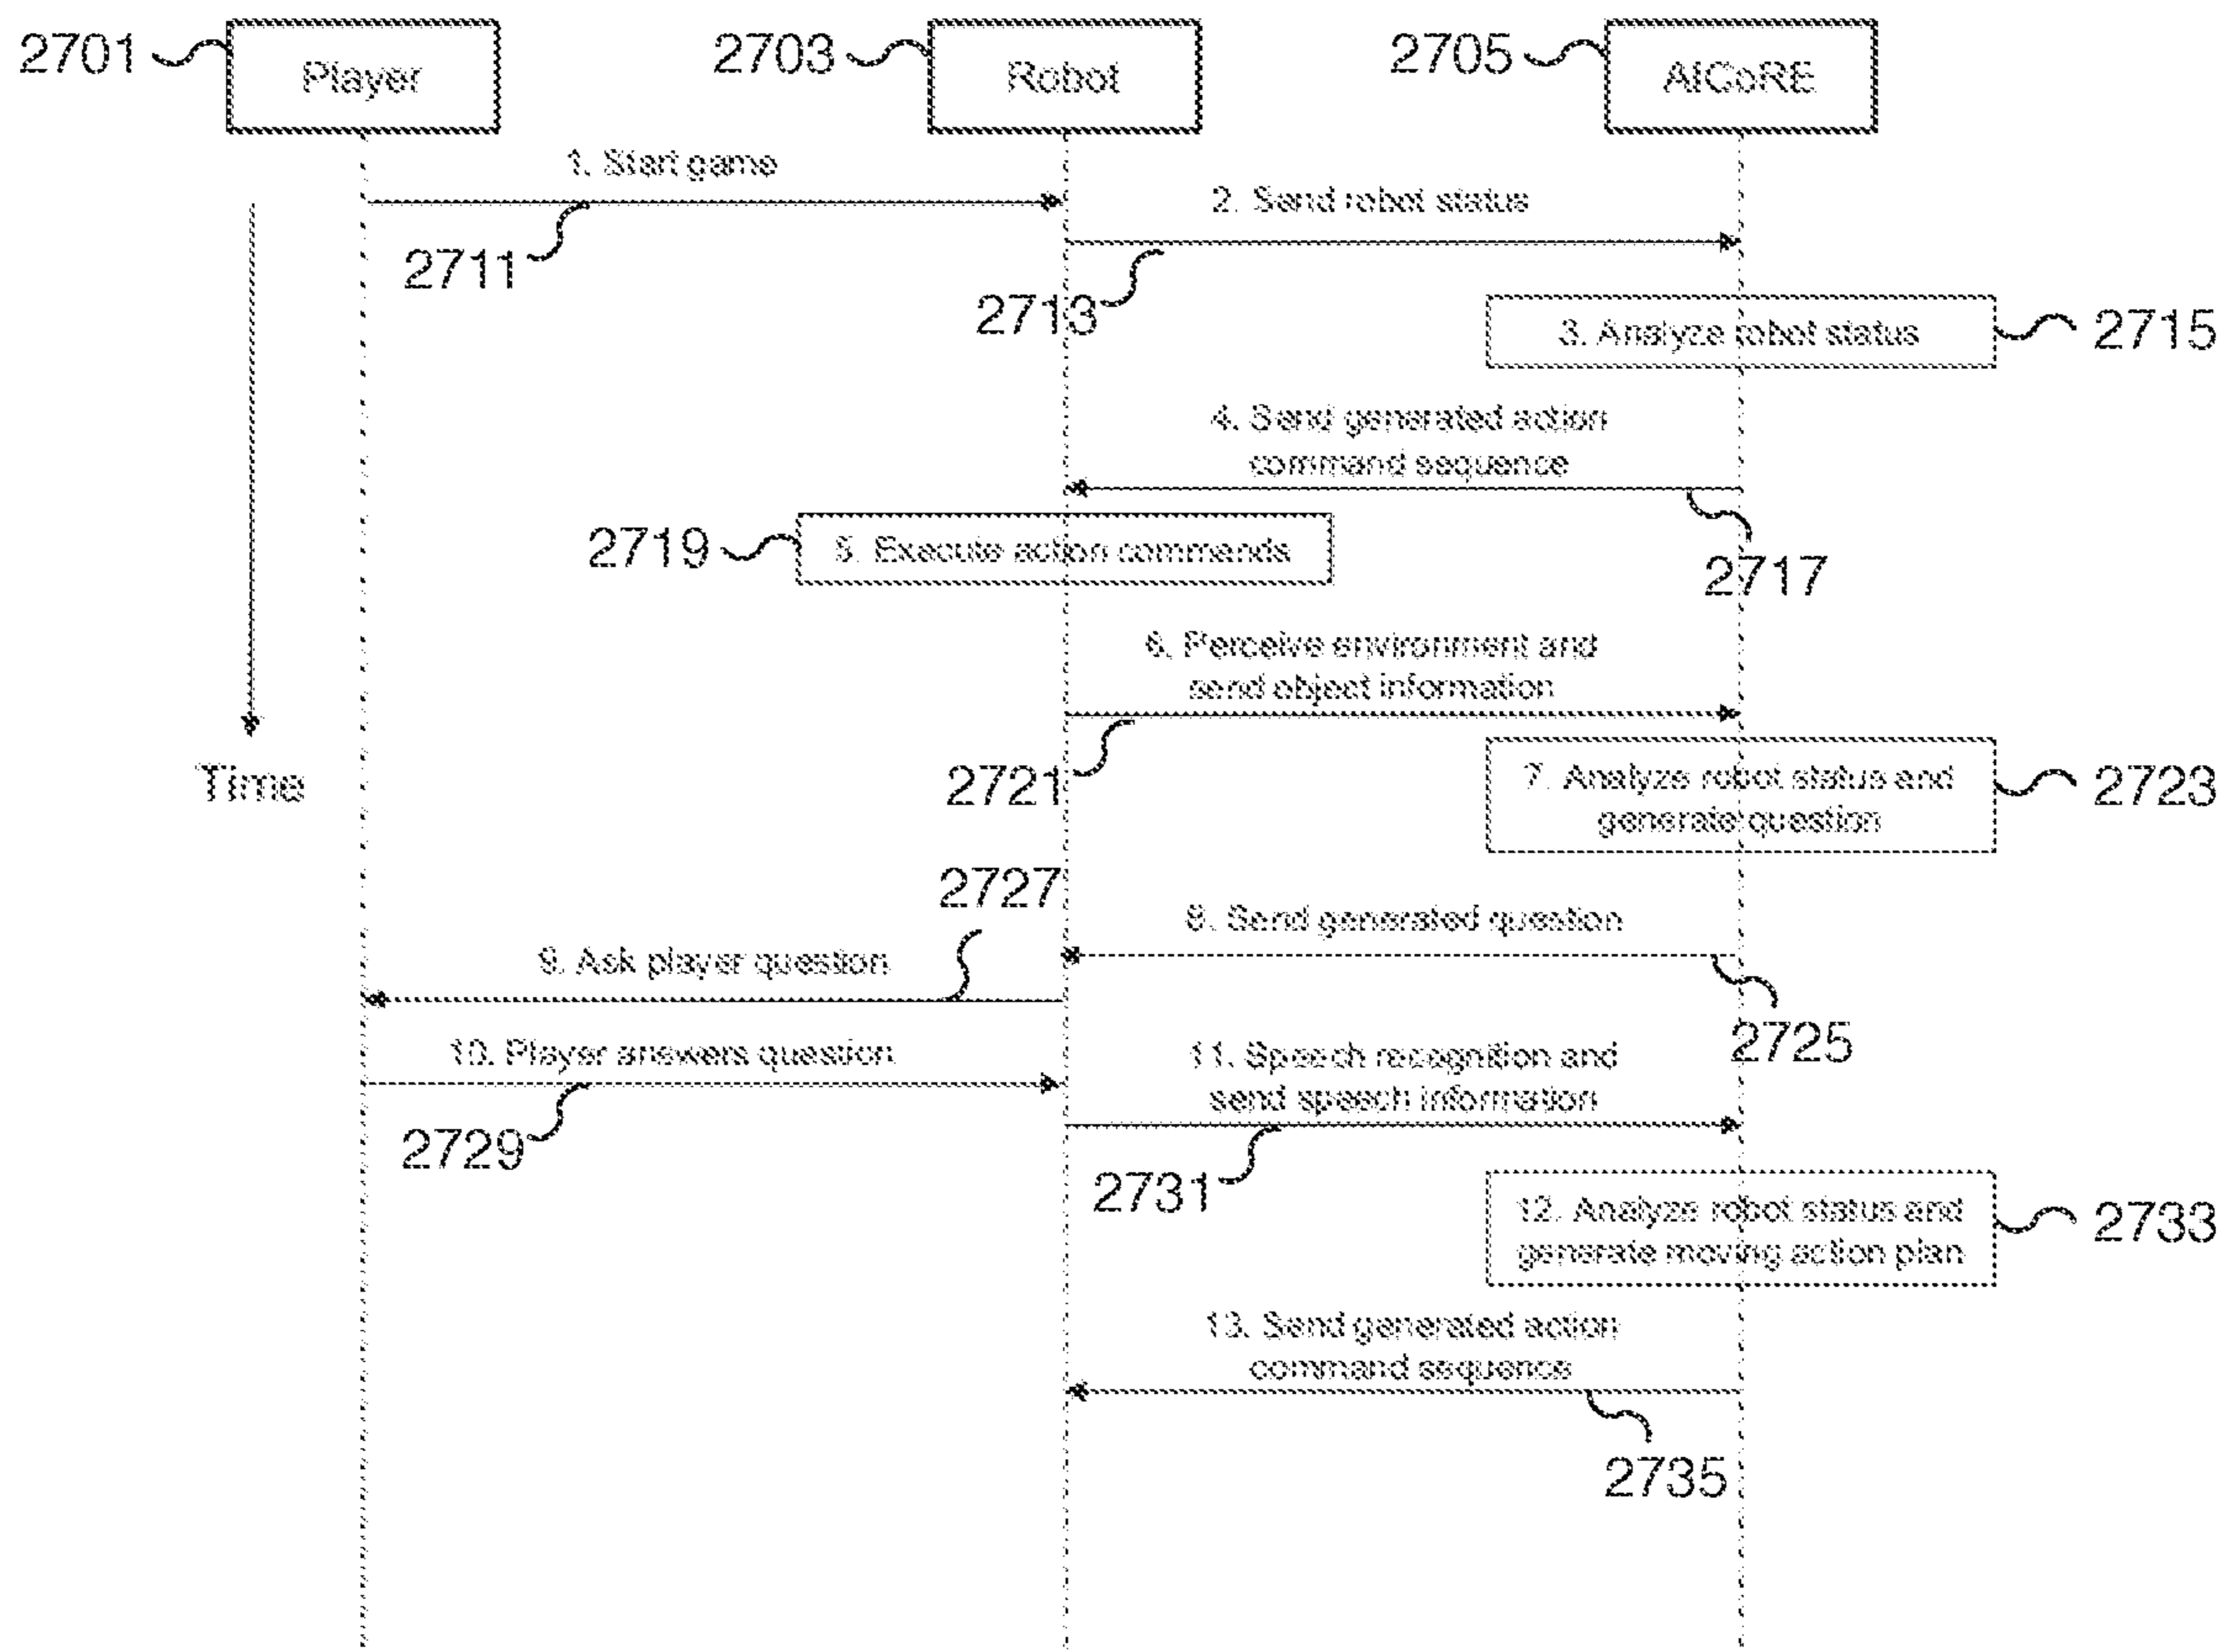 2701
Player
2703
Robot
2705
AICoRE
1. Start game
2711
2. Send robot status
2713
3. Analyze robot status
2715
4. Send generated action
command sequence
2717
2719
5. Execute action commands
6. Perceive environment and
send object information
2721
Time
7. Analyze robot status and
generate question
2723
2727
8. Send generated question
2725
9. Ask player question
10. Player answers question
2729
11. Speech recognition and
send speech information
2731
12. Analyze robot status and
generate moving action plan
2733
13. Send generated action
command sequence
2735